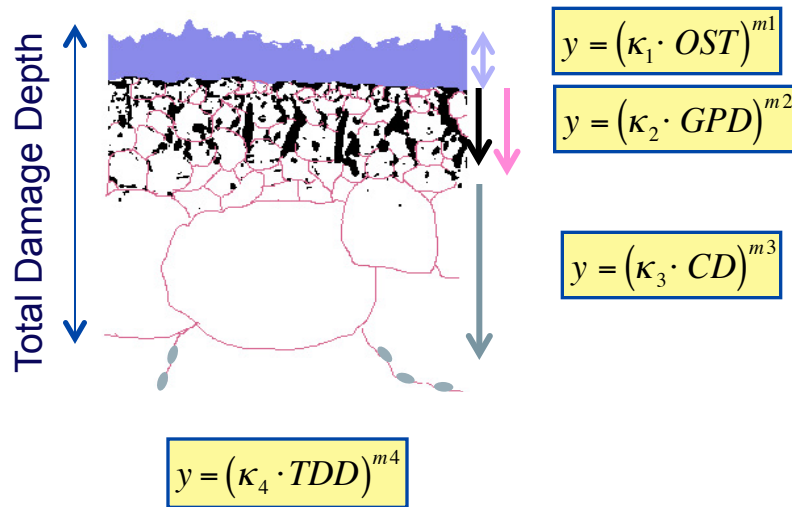 Total Damage Depth
y = (κ₁ · OST)^{m1}
y = (κ₂ · GPD)^{m2}
y = (κ₃ · CD)^{m3}
y = (κ₄ · TDD)^{m4}